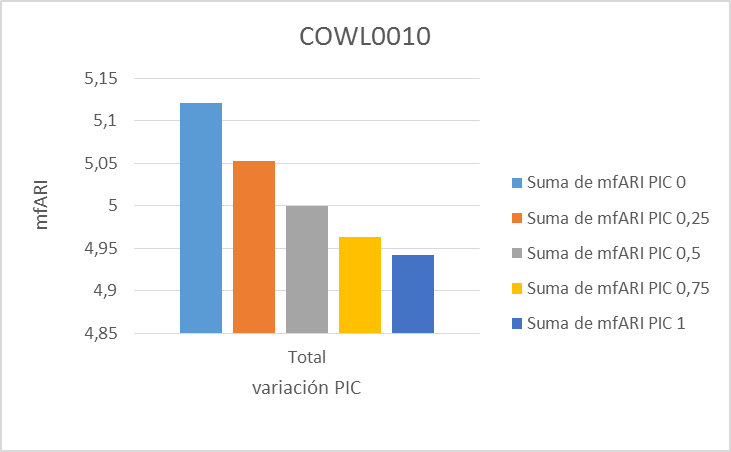 COWL0010
5,15
5,1
5,05
5
4,95
4,9
4,85
mfARI
Total
variación PIC
Suma de mfARI PIC 0
Suma de mfARI PIC 0,25
Suma de mfARI PIC 0,5
Suma de mfARI PIC 0,75
Suma de mfARI PIC 1